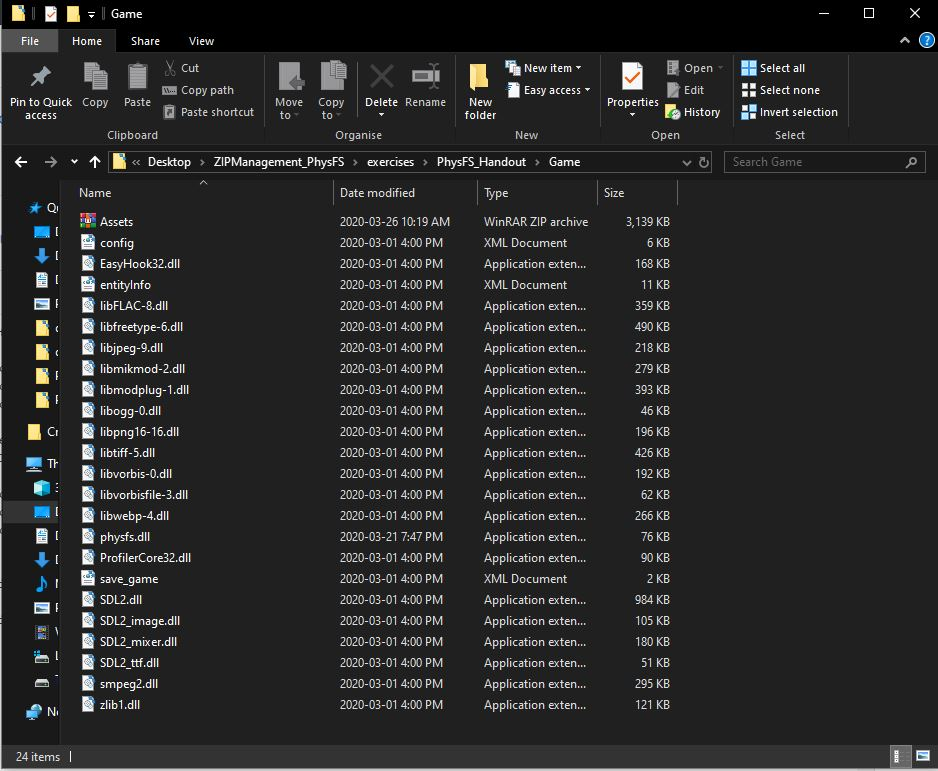 Game
File Home Share View
Pin to Quick access
Copy
Paste
Cut
Copy path
Paste shortcut
Clipboard
Move to
Copy to
Delete
Rename
Organise
New folder
New item
Easy access
New
Properties
Open
Edit
History
Open
Select all
Select none
Invert selection
Select
« Desktop > ZIPManagement_PhysFS > exercises > PhysFS_Handout > Game
Search Game
Name Date modified Type Size
Assets 2020-03-26 10:19 AM WinRAR ZIP archive 3,139 KB
config 2020-03-01 4:00 PM XML Document 6 KB
EasyHook32.dll 2020-03-01 4:00 PM Application exten... 168 KB
entityInfo 2020-03-01 4:00 PM XML Document 11 KB
libFLAC-8.dll 2020-03-01 4:00 PM Application exten... 359 KB
libfreetype-6.dll 2020-03-01 4:00 PM Application exten... 490 KB
libjpeg-9.dll 2020-03-01 4:00 PM Application exten... 218 KB
libmikmod-2.dll 2020-03-01 4:00 PM Application exten... 279 KB
libmodplug-1.dll 2020-03-01 4:00 PM Application exten... 393 KB
libogg-0.dll 2020-03-01 4:00 PM Application exten... 46 KB
libpng16-16.dll 2020-03-01 4:00 PM Application exten... 196 KB
libtiff-5.dll 2020-03-01 4:00 PM Application exten... 426 KB
libvorbis-0.dll 2020-03-01 4:00 PM Application exten... 192 KB
libvorbisfile-3.dll 2020-03-01 4:00 PM Application exten... 62 KB
libwebp-4.dll 2020-03-01 4:00 PM Application exten... 266 KB
physfs.dll 2020-03-21 7:47 PM Application exten... 76 KB
ProfilerCore32.dll 2020-03-01 4:00 PM Application exten... 90 KB
save_game 2020-03-01 4:00 PM XML Document 2 KB
SDL2.dll 2020-03-01 4:00 PM Application exten... 984 KB
SDL2_image.dll 2020-03-01 4:00 PM Application exten... 105 KB
SDL2_mixer.dll 2020-03-01 4:00 PM Application exten... 180 KB
SDL2_ttf.dll 2020-03-01 4:00 PM Application exten... 51 KB
smpeg2.dll 2020-03-01 4:00 PM Application exten... 295 KB
zlib1.dll 2020-03-01 4:00 PM Application exten... 121 KB
24 items